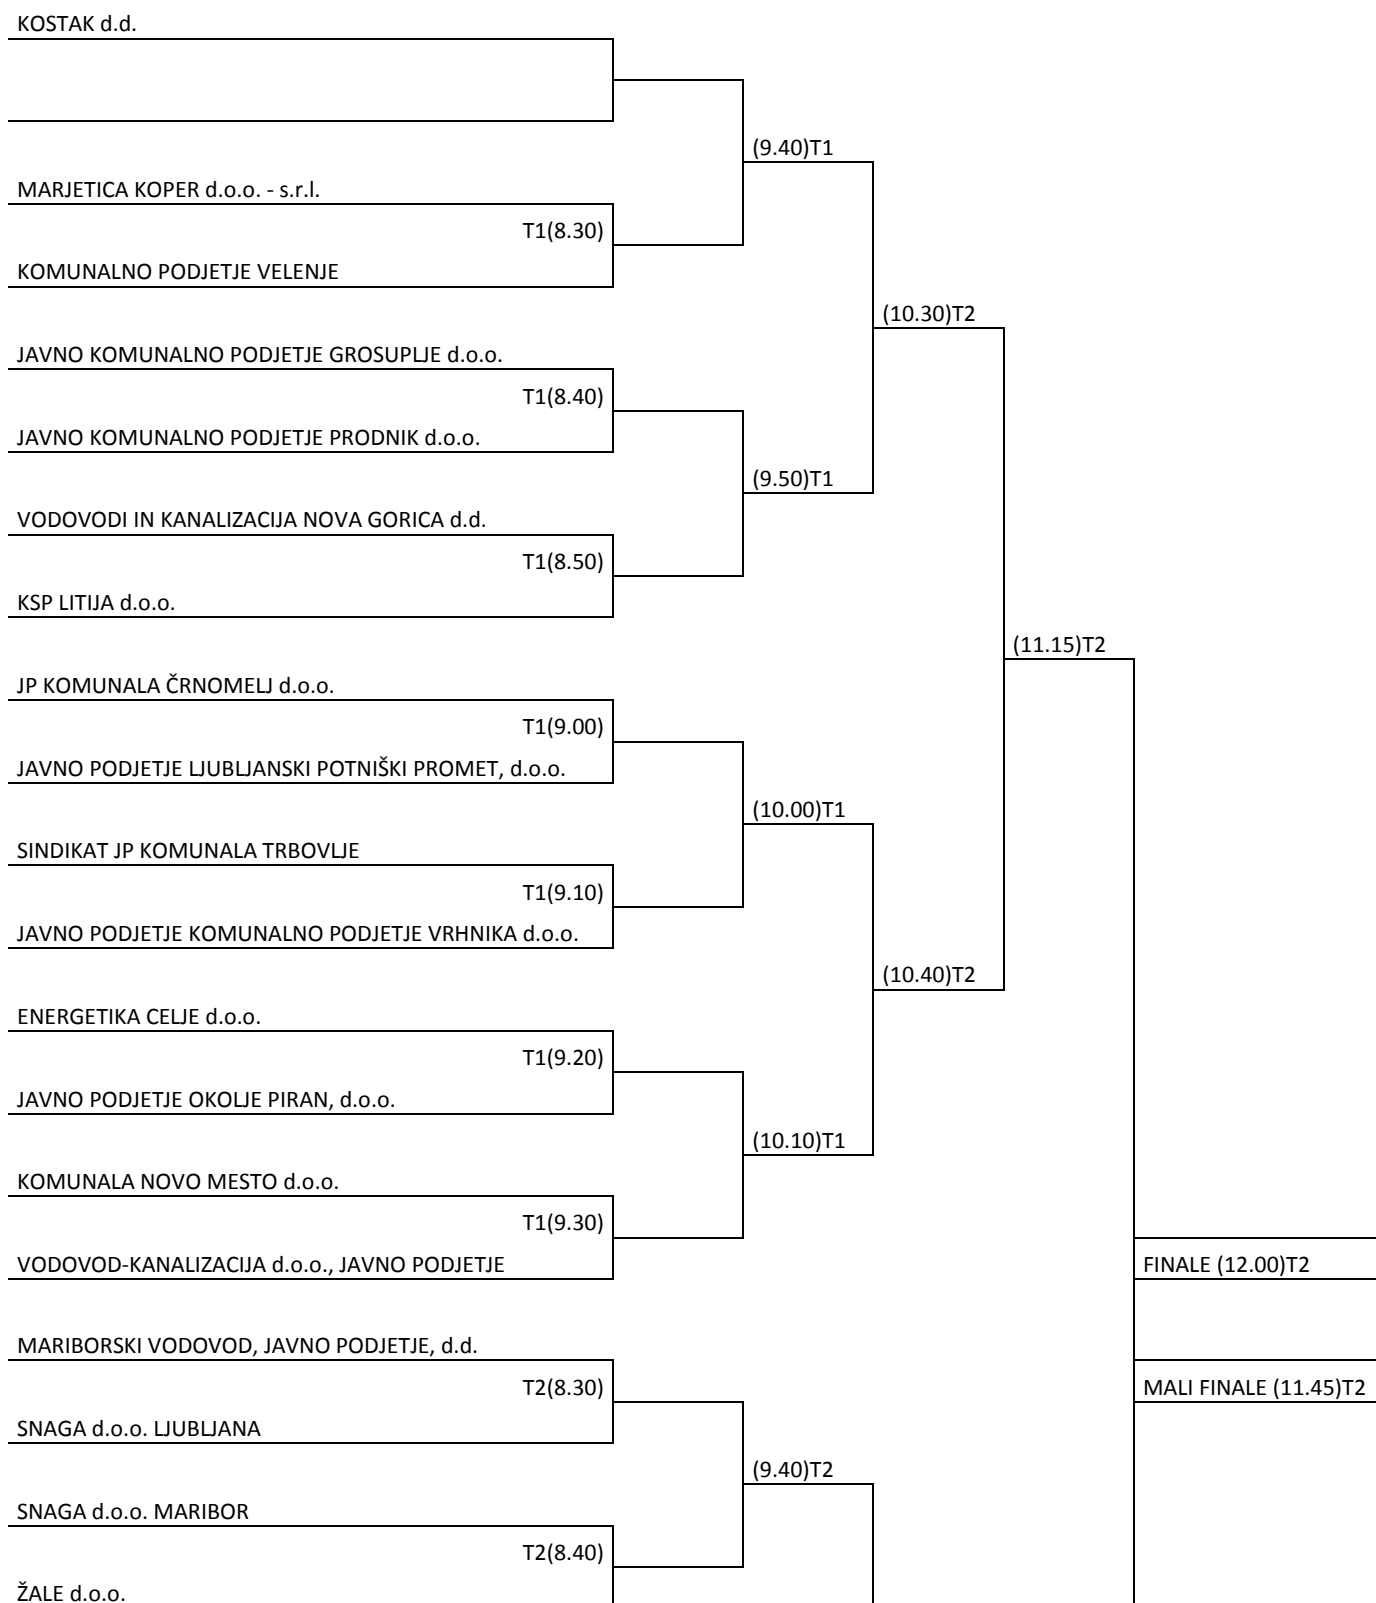 KOSTAK d.d.
(9.40)T1
MARJETICA KOPER d.o.o. - s.r.l.
T1(8.30)
KOMUNALNO PODJETJE VELENJE
(10.30)T2
JAVNO KOMUNALNO PODJETJE GROSUPLJE d.o.o.
T1(8.40)
JAVNO KOMUNALNO PODJETJE PRODNIK d.o.o.
(9.50)T1
VODOVODI IN KANALIZACIJA NOVA GORICA d.d.
T1(8.50)
KSP LITIJA d.o.o.
(11.15)T2
JP KOMUNALA ČRNOMELJ d.o.o.
T1(9.00)
JAVNO PODJETJE LJUBLJANSKI POTNIŠKI PROMET, d.o.o.
(10.00)T1
SINDIKAT JP KOMUNALA TRBOVLJE
T1(9.10)
JAVNO PODJETJE KOMUNALNO PODJETJE VRHNIKA d.o.o.
(10.40)T2
ENERGETIKA CELJE d.o.o.
T1(9.20)
JAVNO PODJETJE OKOLJE PIRAN, d.o.o.
(10.10)T1
KOMUNALA NOVO MESTO d.o.o.
T1(9.30)
VODOVOD-KANALIZACIJA d.o.o., JAVNO PODJETJE
FINALE (12.00)T2
MARIBORSKI VODOVOD, JAVNO PODJETJE, d.d.
T2(8.30)
MALI FINALE (11.45)T2
SNAGA d.o.o. LJUBLJANA
(9.40)T2
SNAGA d.o.o. MARIBOR
T2(8.40)
ŽALE d.o.o.